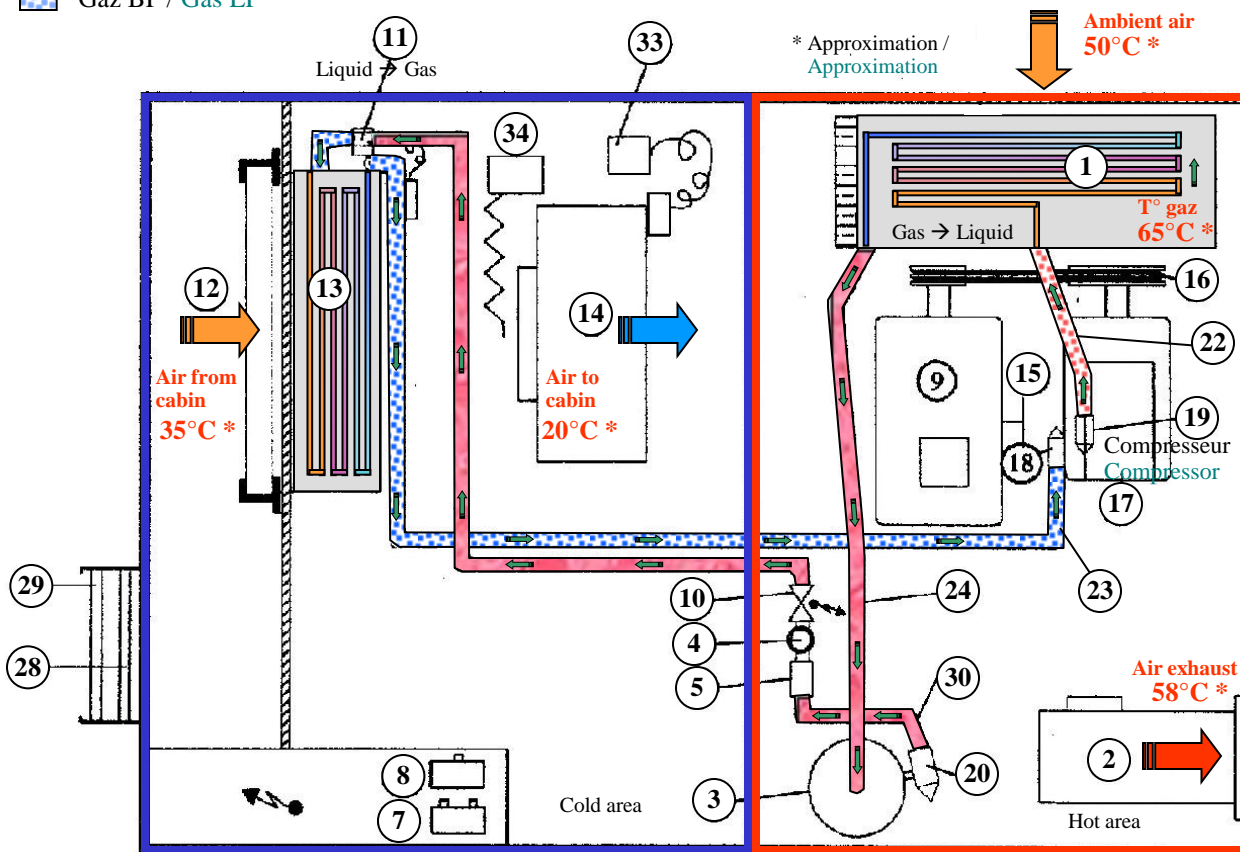 Gaz BP / Gas LP
11
33
Liquid → Gas
* Approximation /
Approximation
Ambient air
50°C *
34
1
T° gaz
65°C *
Gas → Liquid
12
13
14
16
22
9
15
Air from
cabin
35°C *
Air to
cabin
20°C *
19
18
Compresseur
Compressor
17
29
10
24
23
4
28
5
30
Air exhaust
58°C *
8
3
20
2
7
Cold area
Hot area